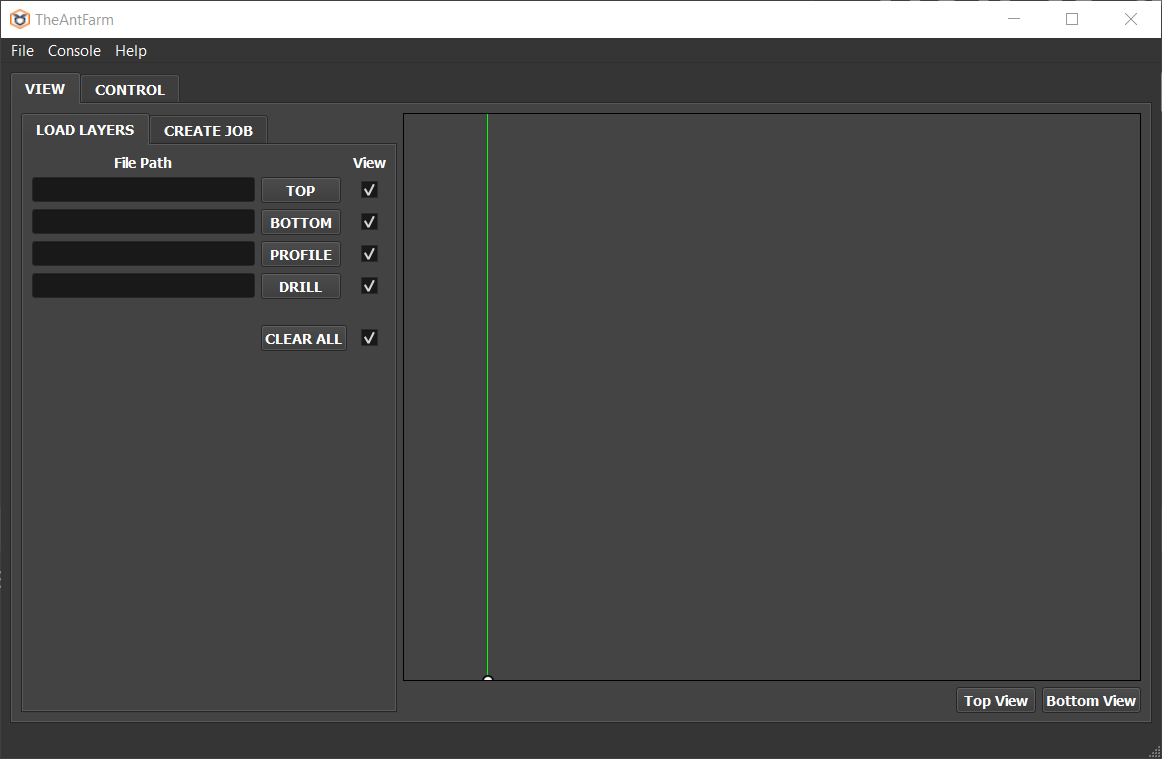 TheAntFarm
File Console Help
VIEW CONTROL
LOAD LAYERS CREATE JOB
File Path View
TOP
BOTTOM
PROFILE
DRILL
CLEAR ALL
Top View Bottom View